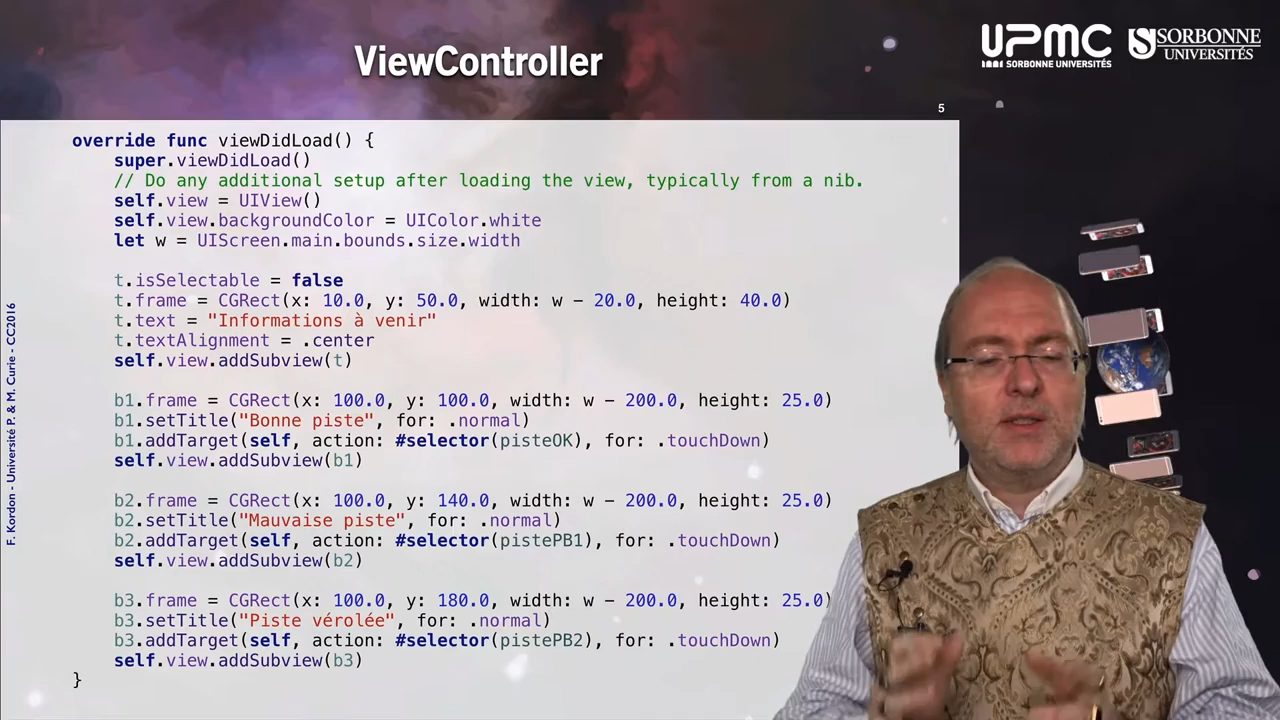 ViewController
UPMC
SORBONNE UNIVERSITÉS
SORBONNE
UNIVERSITÉS
5
override func viewDidLoad() {
super.viewDidLoad()
// Do any additional setup after loading the view, typically from a nib.
self.view = UIView()
self.view.backgroundColor = UIColor.white
let w = UIScreen.main.bounds.size.width
t.isSelectable = false
t.frame = CGRect(x: 10.0, y: 50.0, width: w - 20.0, height: 40.0)
t.text = "Informations à venir"
t.textAlignment = .center
self.view.addSubview(t)
b1.frame = CGRect(x: 100.0, y: 100.0, width: w - 200.0, height: 25.0)
b1.setTitle("Bonne piste", for: .normal)
b1.addTarget(self, action: #selector(pisteOK), for: .touchDown)
self.view.addSubview(b1)
b2.frame = CGRect(x: 100.0, y: 140.0, width: w - 200.0, height: 25.0)
b2.setTitle("Mauvaise piste", for: .normal)
b2.addTarget(self, action: #selector(pistePB1), for: .touchDown)
self.view.addSubview(b2)
b3.frame = CGRect(x: 100.0, y: 180.0, width: w - 200.0, height: 25.0)
b3.setTitle("Piste vérolée", for: .normal)
b3.addTarget(self, action: #selector(pistePB2), for: .touchDown)
self.view.addSubview(b3)
}
F. Kordon - Université P. & M. Curie - CC2016